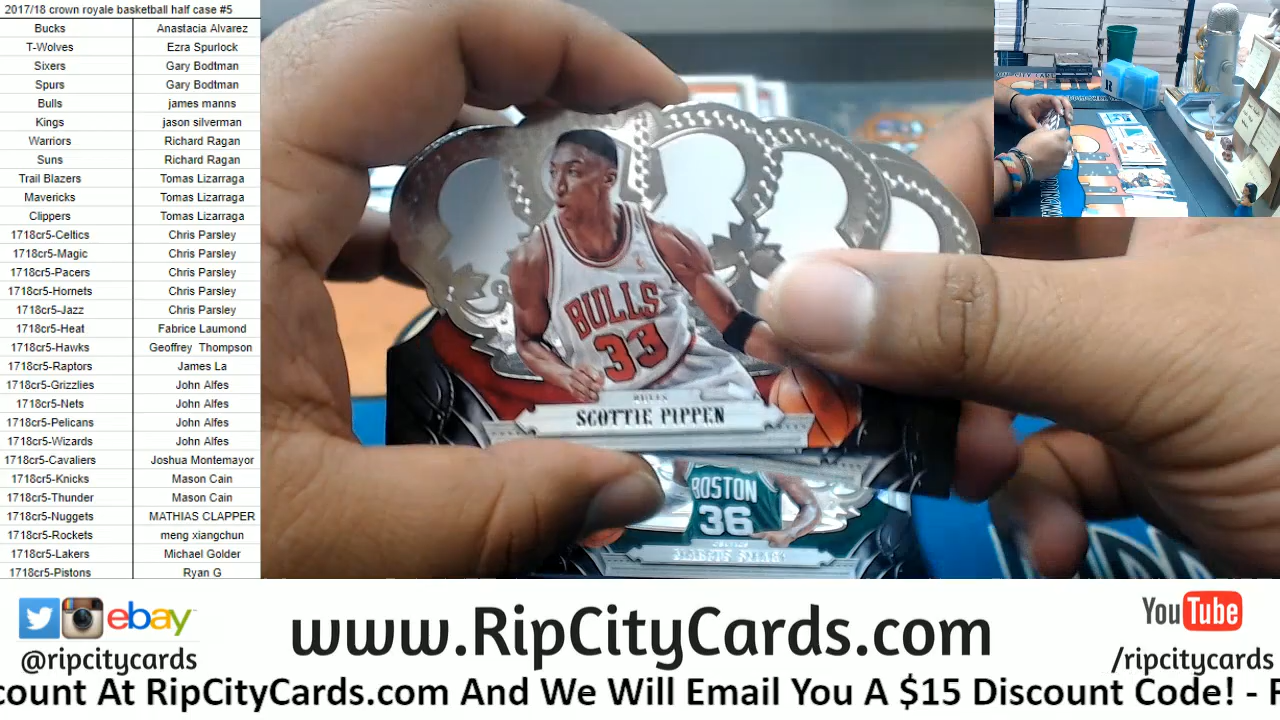 2017/18 crown royale basketball half case #5
Bucks Anastacia Alvarez
T-Wolves Ezra Spurlock
Sixers Gary Bodtman
Spurs Gary Bodtman
Bulls james manns
Kings jason silverman
Warriors Richard Ragan
Suns Richard Ragan
Trail Blazers Tomas Lizarraga
Mavericks Tomas Lizarraga
Clippers Tomas Lizarraga
1718cr5-Celtics Chris Parsley
1718cr5-Magic Chris Parsley
1718cr5-Pacers Chris Parsley
1718cr5-Hornets Chris Parsley
1718cr5-Jazz Chris Parsley
1718cr5-Heat Fabrice Laumond
1718cr5-Hawks Geoffrey Thompson
1718cr5-Raptors James La
1718cr5-Grizzlies John Alfes
1718cr5-Nets John Alfes
1718cr5-Pelicans John Alfes
1718cr5-Wizards John Alfes
1718cr5-Cavaliers Joshua Montemayor
1718cr5-Knicks Mason Cain
1718cr5-Thunder Mason Cain
1718cr5-Nuggets MATHIAS CLAPPER
1718cr5-Rockets meng xiangchun
1718cr5-Lakers Michael Golder
1718cr5-Pistons Ryan G
BULLS
33
BULLS
SCOTTIE PIPPEN
BOSTON
36
ebay
@ripcitycards
www.RipCityCards.com
YouTube
/ripcitycards
count At RipCityCards.com And We Will Email You A $15 Discount Code! - F